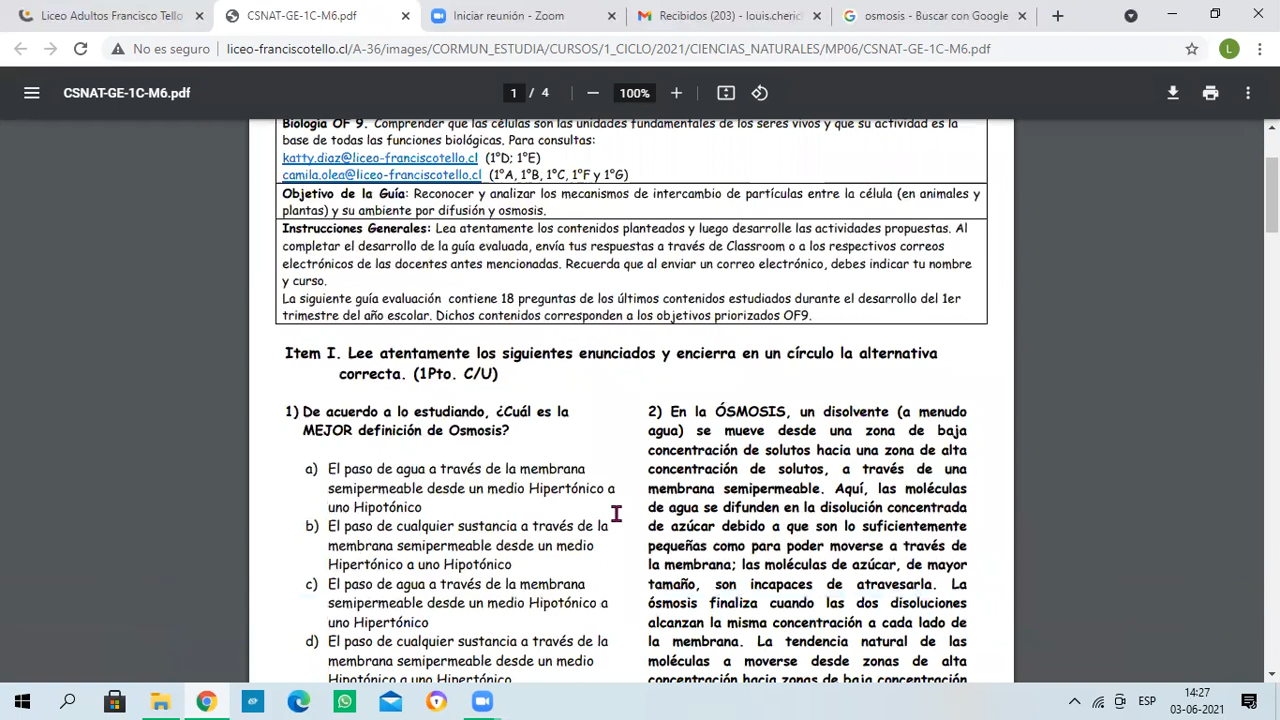 Liceo Adultos Francisco Tello
CSNAT-GE-1C-M6.pdf
Iniciar reunión - Zoom
Recibidos (203) - louis.cheric
osmosis - Buscar con Google
No es seguro
liceo-franciscotello.cl/A-36/images/CORMUN_ESTUDIA/CURSOS/1_CICLO/2021/CIENCIAS_NATURALES/MP06/CSNAT-GE-1C-M6.pdf
L
CSNAT-GE-1C-M6.pdf
1 / 4
100%
Biología OF 9. Comprender que las células son las unidades fundamentales de los seres vivos y que su actividad es la
base de todas las funciones biológicas. Para consultas:
katty.diaz@liceo-franciscotello.cl (1°D; 1°E)
camila.olea@liceo-franciscotello.cl (1°A, 1°B, 1°C, 1°F y 1°G)
Objetivo de la Guía: Reconocer y analizar los mecanismos de intercambio de partículas entre la célula (en animales y
plantas) y su ambiente por difusión y osmosis.
Instrucciones Generales: Lea atentamente los contenidos planteados y luego desarrolle las actividades propuestas. Al
completar el desarrollo de la guía evaluada, envía tus respuestas a través de Classroom o a los respectivos correos
electrónicos de las docentes antes mencionadas. Recuerda que al enviar un correo electrónico, debes indicar tu nombre
y curso.
La siguiente guía evaluación contiene 18 preguntas de los últimos contenidos estudiados durante el desarrollo del 1er
trimestre del año escolar. Dichos contenidos corresponden a los objetivos priorizados OF9.
Item I. Lee atentamente los siguientes enunciados y encierra en un círculo la alternativa
correcta. (1Pto. C/U)
1) De acuerdo a lo estudiando, ¿Cuál es la
MEJOR definición de Osmosis?
a) El paso de agua a través de la membrana
semipermeable desde un medio Hipertónico a
uno Hipotónico
b) El paso de cualquier sustancia a través de la
membrana semipermeable desde un medio
Hipertónico a uno Hipotónico
c) El paso de agua a través de la membrana
semipermeable desde un medio Hipotónico a
uno Hipertónico
d) El paso de cualquier sustancia a través de la
membrana semipermeable desde un medio
Hipotónico a uno Hipertónico
2) En la ÓSMOSIS, un disolvente (a menudo
agua) se mueve desde una zona de baja
concentración de solutos hacia una zona de alta
concentración de solutos, a través de una
membrana semipermeable. Aquí, las moléculas
de agua se difunden en la disolución concentrada
de azúcar debido a que son lo suficientemente
pequeñas como para poder moverse a través de
la membrana; las moléculas de azúcar, de mayor
tamaño, son incapaces de atravesarla. La
ósmosis finaliza cuando las dos disoluciones
alcanzan la misma concentración a cada lado de
la membrana. La tendencia natural de las
moléculas a moverse desde zonas de alta
concentración hacia zonas de baja concentración
ESP
14:27
03-06-2021